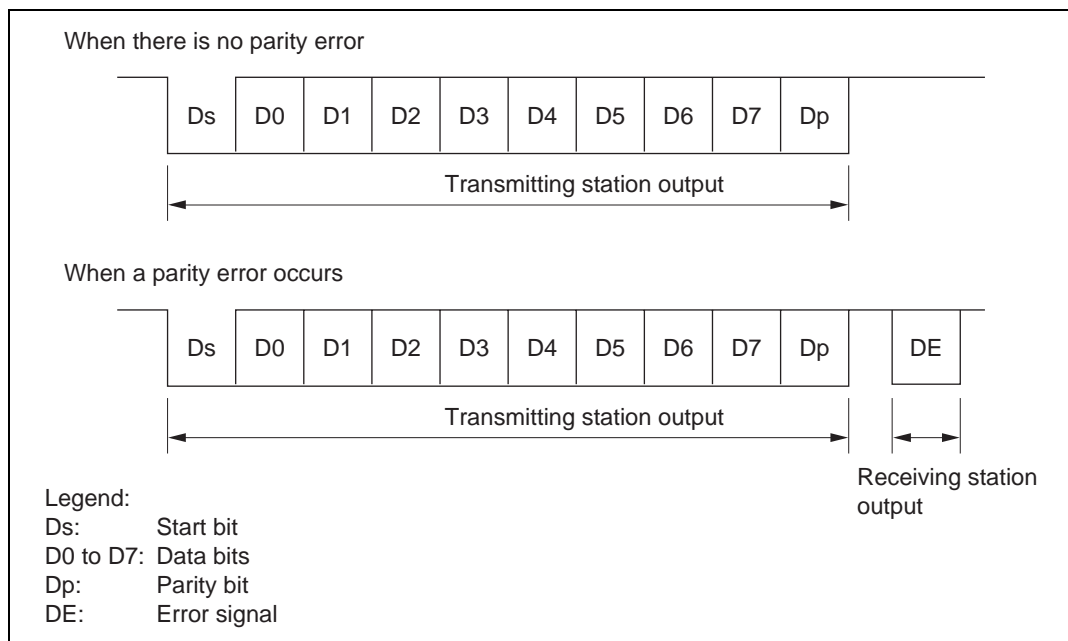 When there is no parity error
Ds D0 D1 D2 D3 D4 D5 D6 D7 Dp
Transmitting station output
When a parity error occurs
Ds D0 D1 D2 D3 D4 D5 D6 D7 Dp DE
Transmitting station output
Receiving station
output
Legend:
Ds: Start bit
D0 to D7: Data bits
Dp: Parity bit
DE: Error signal